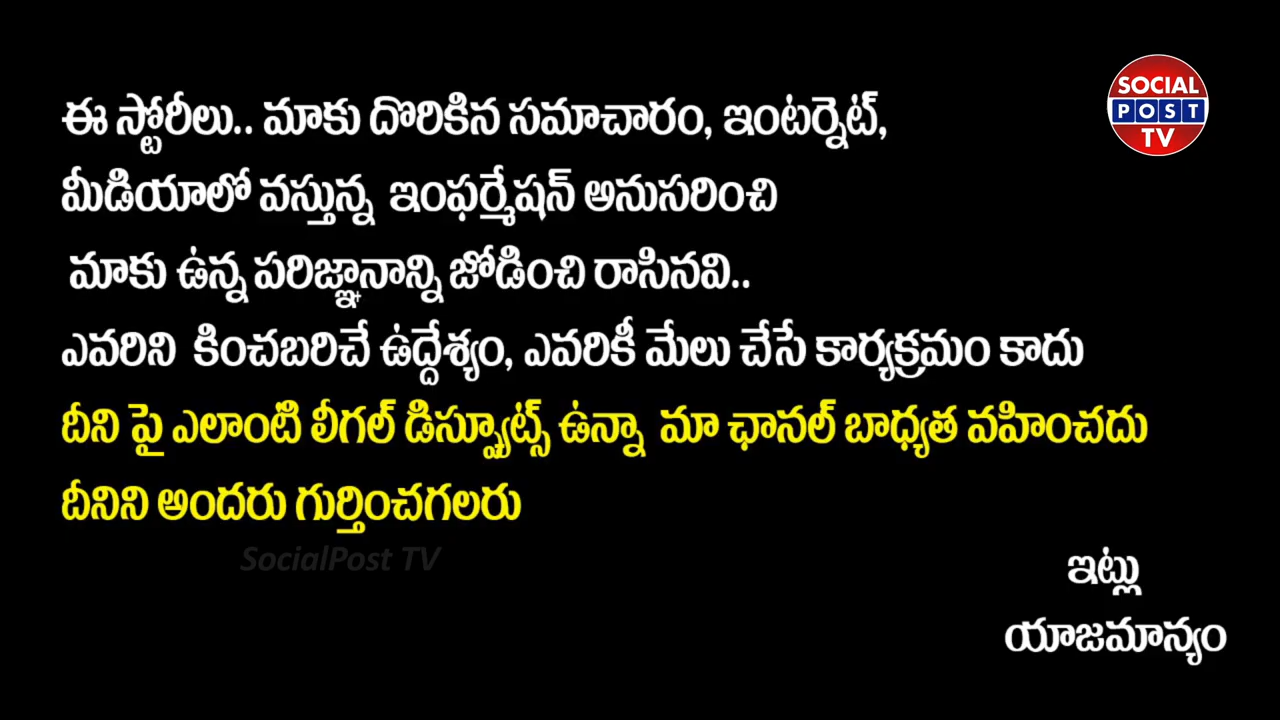 SOCIAL
POST
TV
ఈ స్టోరీలు.. మాకు దొరికిన సమాచారం, ఇంటర్నెట్,
మీడియాలో వస్తున్న ఇంఫర్మేషన్ అనుసరించి
మాకు ఉన్న పరిజ్ఞానాన్ని జోడించి రాసినవి..
ఎవరిని కించబరిచే ఉద్దేశ్యం, ఎవరికీ మేలు చేసే కార్యక్రమం కాదు
దీని పై ఎలాంటి లీగల్ డిస్ప్యూట్స్ ఉన్నా మా ఛానల్ బాధ్యత వహించదు
దీనిని అందరు గుర్తించగలరు
SocialPost TV
ఇట్లు
యాజమాన్యం